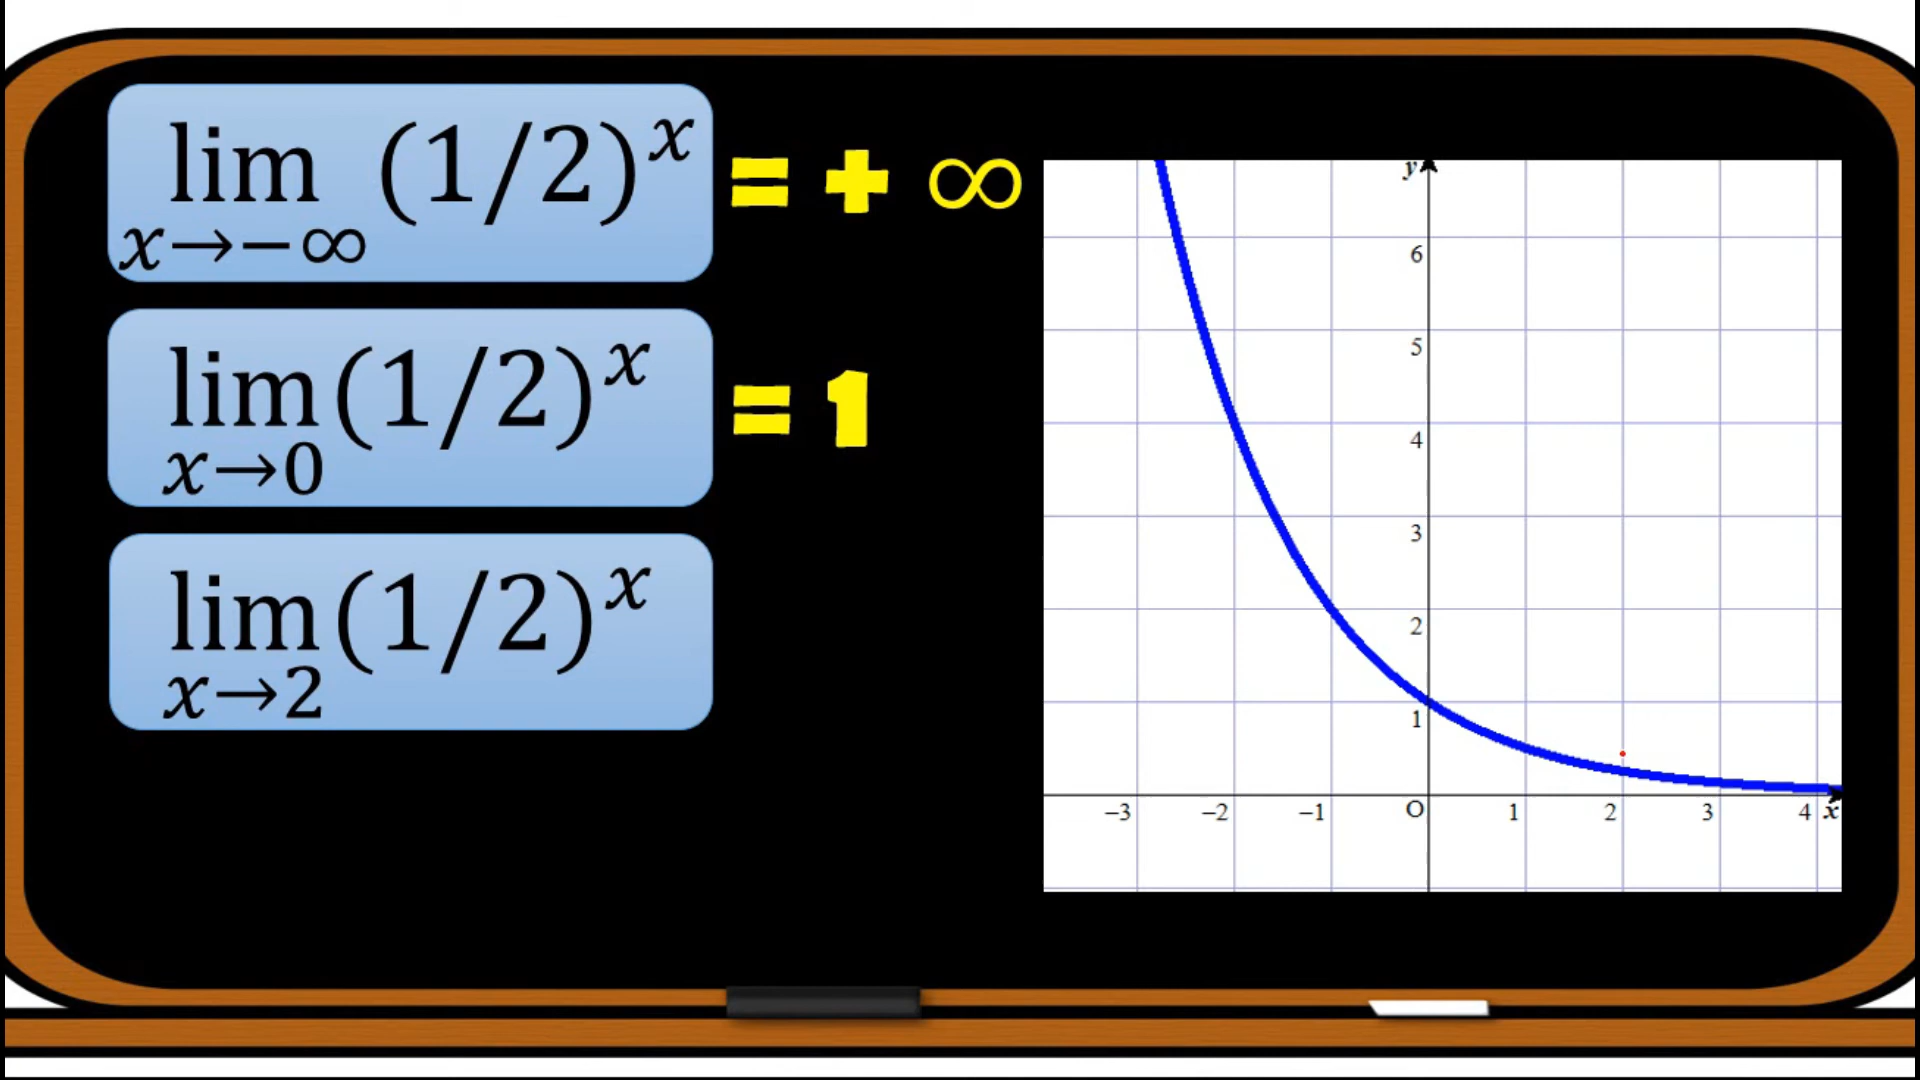 lim (1/2)^x = + ∞
x→−∞
lim (1/2)^x = 1
x→0
lim (1/2)^x
x→2
y
6
5
4
3
2
1
−3 −2 −1 O 1 2 3 4 x